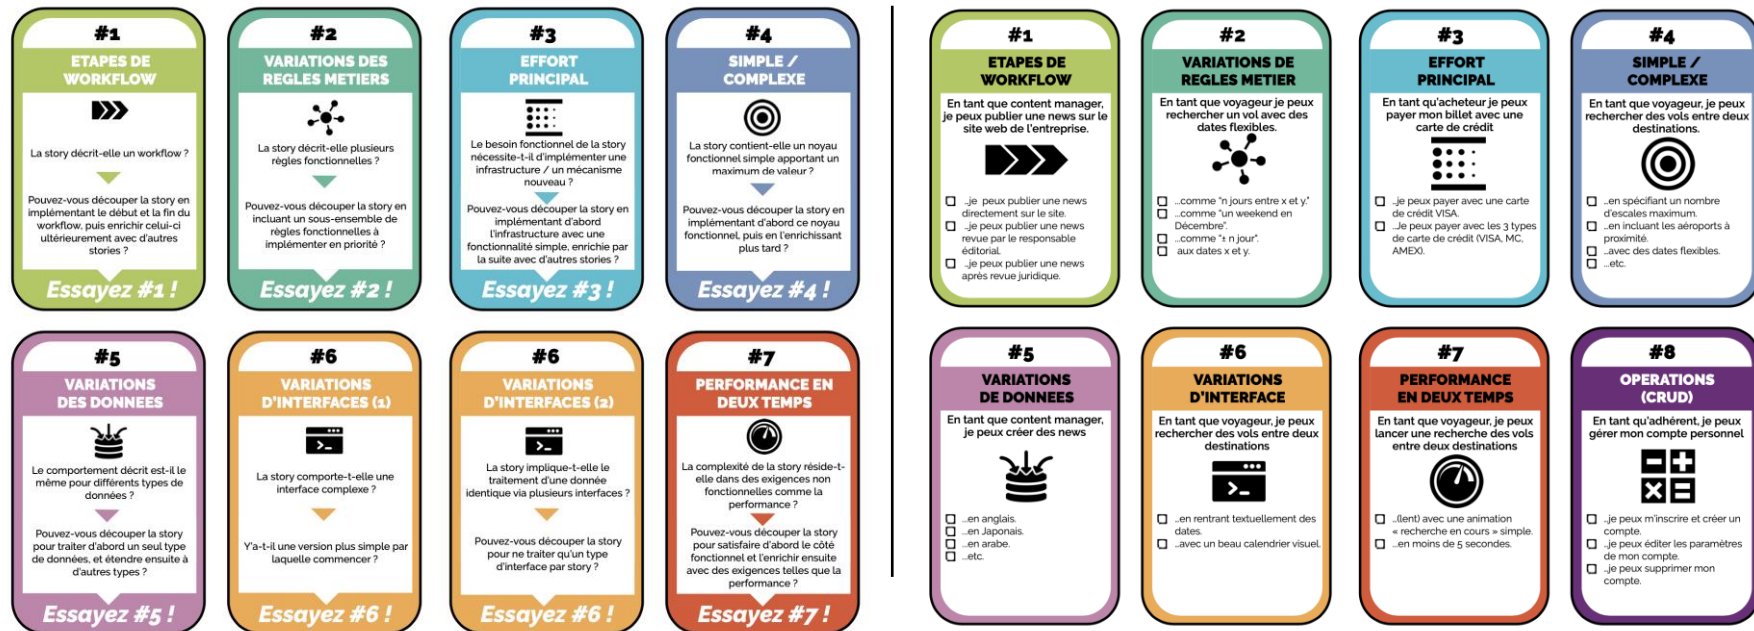 #1
ETAPES DE
WORKFLOW
La story décrit-elle un workflow ?
Pouvez-vous découper la story en
implémentant le début et la fin du
workflow, puis enrichir celui-ci
ultérieurement avec d'autres
stories ?
Essayez #1 !
#2
VARIATIONS DES
REGLES METIERS
La story décrit-elle plusieurs
règles fonctionnelles ?
Pouvez-vous découper la story en
incluant un sous-ensemble de
règles fonctionnelles à
implémenter en priorité ?
Essayez #2 !
#3
EFFORT
PRINCIPAL
Le besoin fonctionnel de la story
nécessite-t-il d'implémenter une
infrastructure / un mécanisme
nouveau ?
Pouvez-vous découper la story en
implémentant d'abord
l'infrastructure avec une
fonctionnalité simple, enrichie par
la suite avec d'autres stories ?
Essayez #3 !
#4
SIMPLE /
COMPLEXE
La story contient-elle un noyau
fonctionnel simple apportant un
maximum de valeur ?
Pouvez-vous découper la story en
implémentant d'abord ce noyau
fonctionnel, puis en l'enrichissant
plus tard ?
Essayez #4 !
#5
VARIATIONS
DES DONNEES
Le comportement décrit est-il le
même pour différents types de
données ?
Pouvez-vous découper la story
pour traiter d'abord un seul type
de données, et étendre ensuite à
d'autres types ?
Essayez #5 !
#6
VARIATIONS
D'INTERFACES (1)
La story comporte-t-elle une
interface complexe ?
Y'a-t-il une version plus simple par
laquelle commencer ?
Essayez #6 !
#6
VARIATIONS
D'INTERFACES (2)
La story implique-t-elle le
traitement d'une donnée
identique via plusieurs interfaces ?
Pouvez-vous découper la story
pour ne traiter qu'un type
d'interface par story ?
Essayez #6 !
#7
PERFORMANCE EN
DEUX TEMPS
La complexité de la story réside-t-
elle dans des exigences non
fonctionnelles comme la
performance ?
Pouvez-vous découper la story
pour satisfaire d'abord le côté
fonctionnel et l'enrichir ensuite
avec des exigences telles que la
performance ?
Essayez #7 !
#1
ETAPES DE
WORKFLOW
En tant que content manager,
je peux publier une news sur le
site web de l'entreprise.
...je peux publier une news
directement sur le site.
...je peux publier une news
revue par le responsable
éditorial.
...je peux publier une news
après revue juridique.
#2
VARIATIONS DE
REGLES METIER
En tant que voyageur je peux
rechercher un vol avec des
dates flexibles.
...comme "n jours entre x et y."
...comme "un weekend en
Décembre".
...comme "± n jour".
aux dates x et y.
#3
EFFORT
PRINCIPAL
En tant qu'acheteur je peux
payer mon billet avec une
carte de crédit
...je peux payer avec une carte
de crédit VISA.
...Je peux payer avec les 3 types
de carte de crédit (VISA, MC,
AMEX).
#4
SIMPLE /
COMPLEXE
En tant que voyageur, je peux
rechercher des vols entre deux
destinations.
...en spécifiant un nombre
d'escales maximum.
...en incluant les aéroports à
proximité.
...avec des dates flexibles.
...etc.
#5
VARIATIONS
DE DONNEES
En tant que content manager,
je peux créer des news
...en anglais.
...en Japonais.
...en arabe.
...etc.
#6
VARIATIONS
D'INTERFACE
En tant que voyageur, je peux
rechercher des vols entre deux
destinations
...en rentrant textuellement des
dates.
...avec un beau calendrier visuel.
#7
PERFORMANCE
EN DEUX TEMPS
En tant que voyageur, je peux
lancer une recherche des vols
entre deux destinations
...(lent) avec une animation
« recherche en cours » simple.
...en moins de 5 secondes.
#8
OPERATIONS
(CRUD)
En tant qu'adhérent, je peux
gérer mon compte personnel
...je peux m'inscrire et créer un
compte.
...je peux éditer les paramètres
de mon compte.
...je peux supprimer mon
compte.